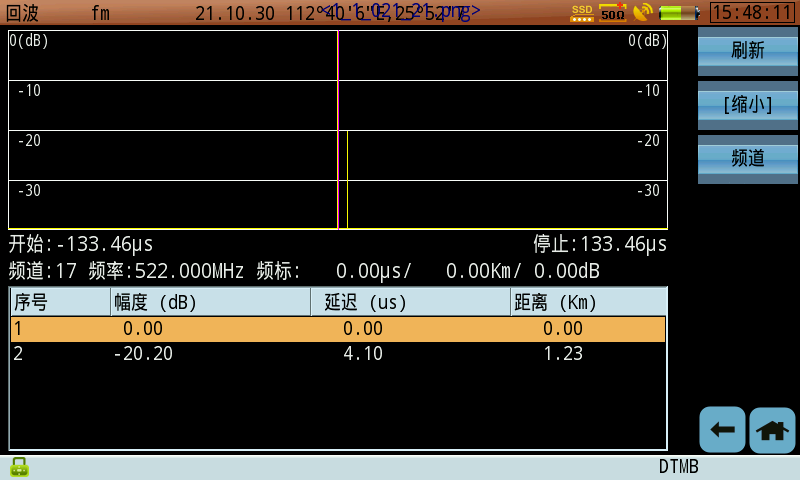 回波 fm 21.10.30 SSD 50Ω 15:48:11
0(dB) 0(dB)
-10 -10
-20 -20
-30 -30
刷新
[缩小]
频道
开始:-133.46µs 停止:133.46µs
频道:17 频率:522.000MHz 频标: 0.00µs/ 0.00Km/ 0.00dB
序号 幅度 (dB) 延迟 (us) 距离 (Km)
1 0.00 0.00 0.00
2 -20.20 4.10 1.23
DTMB